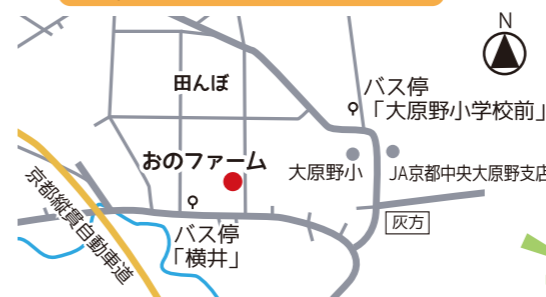 N
田んぼ
バス停
「大原野小学校前」
おのファーム
大原野小
JA京都中央大原野支店
京都縦貫自動車道
灰方
バス停
「横井」